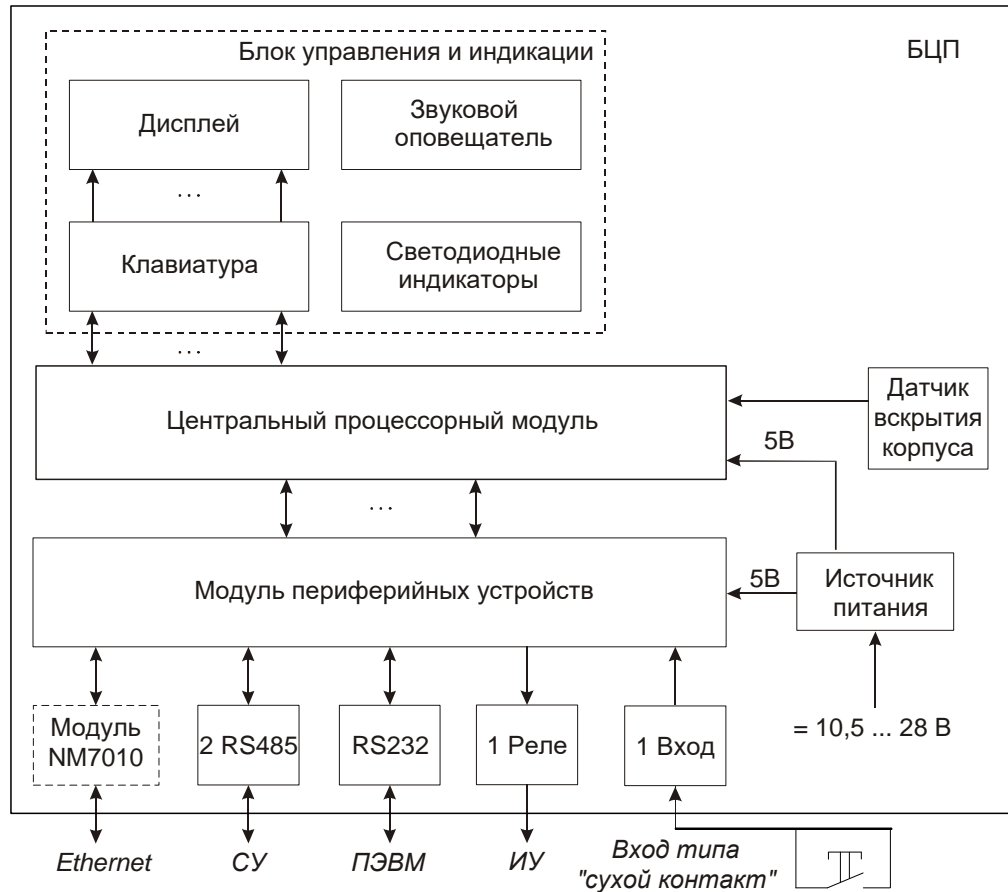 Блок управления и индикации
БЦП
Дисплей
Звуковой
оповещатель
...
Клавиатура
Светодиодные
индикаторы
...
Центральный процессорный модуль
Датчик
вскрытия
корпуса
5В
...
Модуль периферийных устройств
5В
Источник
питания
Модуль
NM7010
2 RS485
RS232
1 Реле
1 Вход
= 10,5 ... 28 В
Ethernet
СУ
ПЭВМ
ИУ
Вход типа
"сухой контакт"